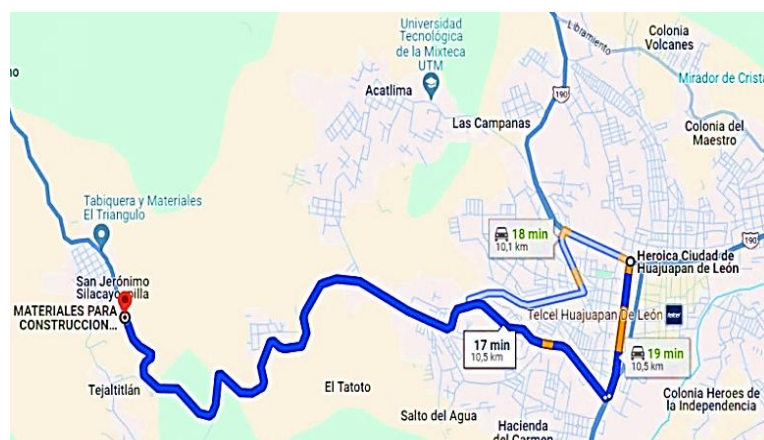 Universidad
Tecnológica
de la Mixteca
UTM
Libramiento
Colonia
Volcanes
190
Mirador de Crista
Acatlima
Las Campanas
Colonia del
Maestro
Tabiquera y Materiales
El Triangulo
18 min
10,1 km
190
Heroica Ciudad de
Huajuapan de León
San Jerónimo
Silacayoapilla
MATERIALES PARA
CONSTRUCCION...
Telcel Huajuapan De León
telcel
17 min
10,5 km
19 min
10,5 km
Tejaltitlán
El Tatoto
Colonia Heroes de
la Independencia
Salto del Agua
Hacienda
del Carmen